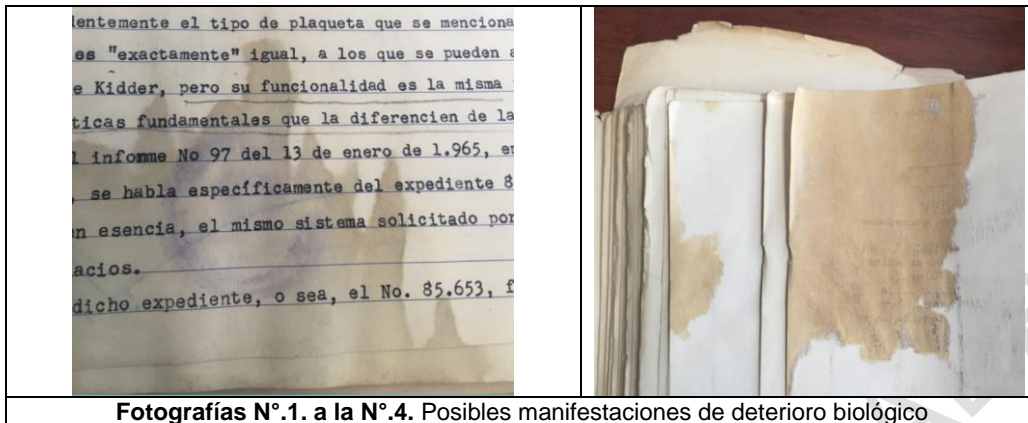 entemente el tipo de plaqueta que se menciona
es "exactamente" igual, a los que se pueden
e Kidder, pero su funcionalidad es la misma
ticas fundamentales que la diferencien de la
informe No 97 del 13 de enero de 1.965, en
, se habla específicamente del expediente 8
n esencia, el mismo sistema solicitado por
acios.
dicho expediente, o sea, el No. 85.653, f
Fotografías N°.1. a la N°.4. Posibles manifestaciones de deterioro biológico